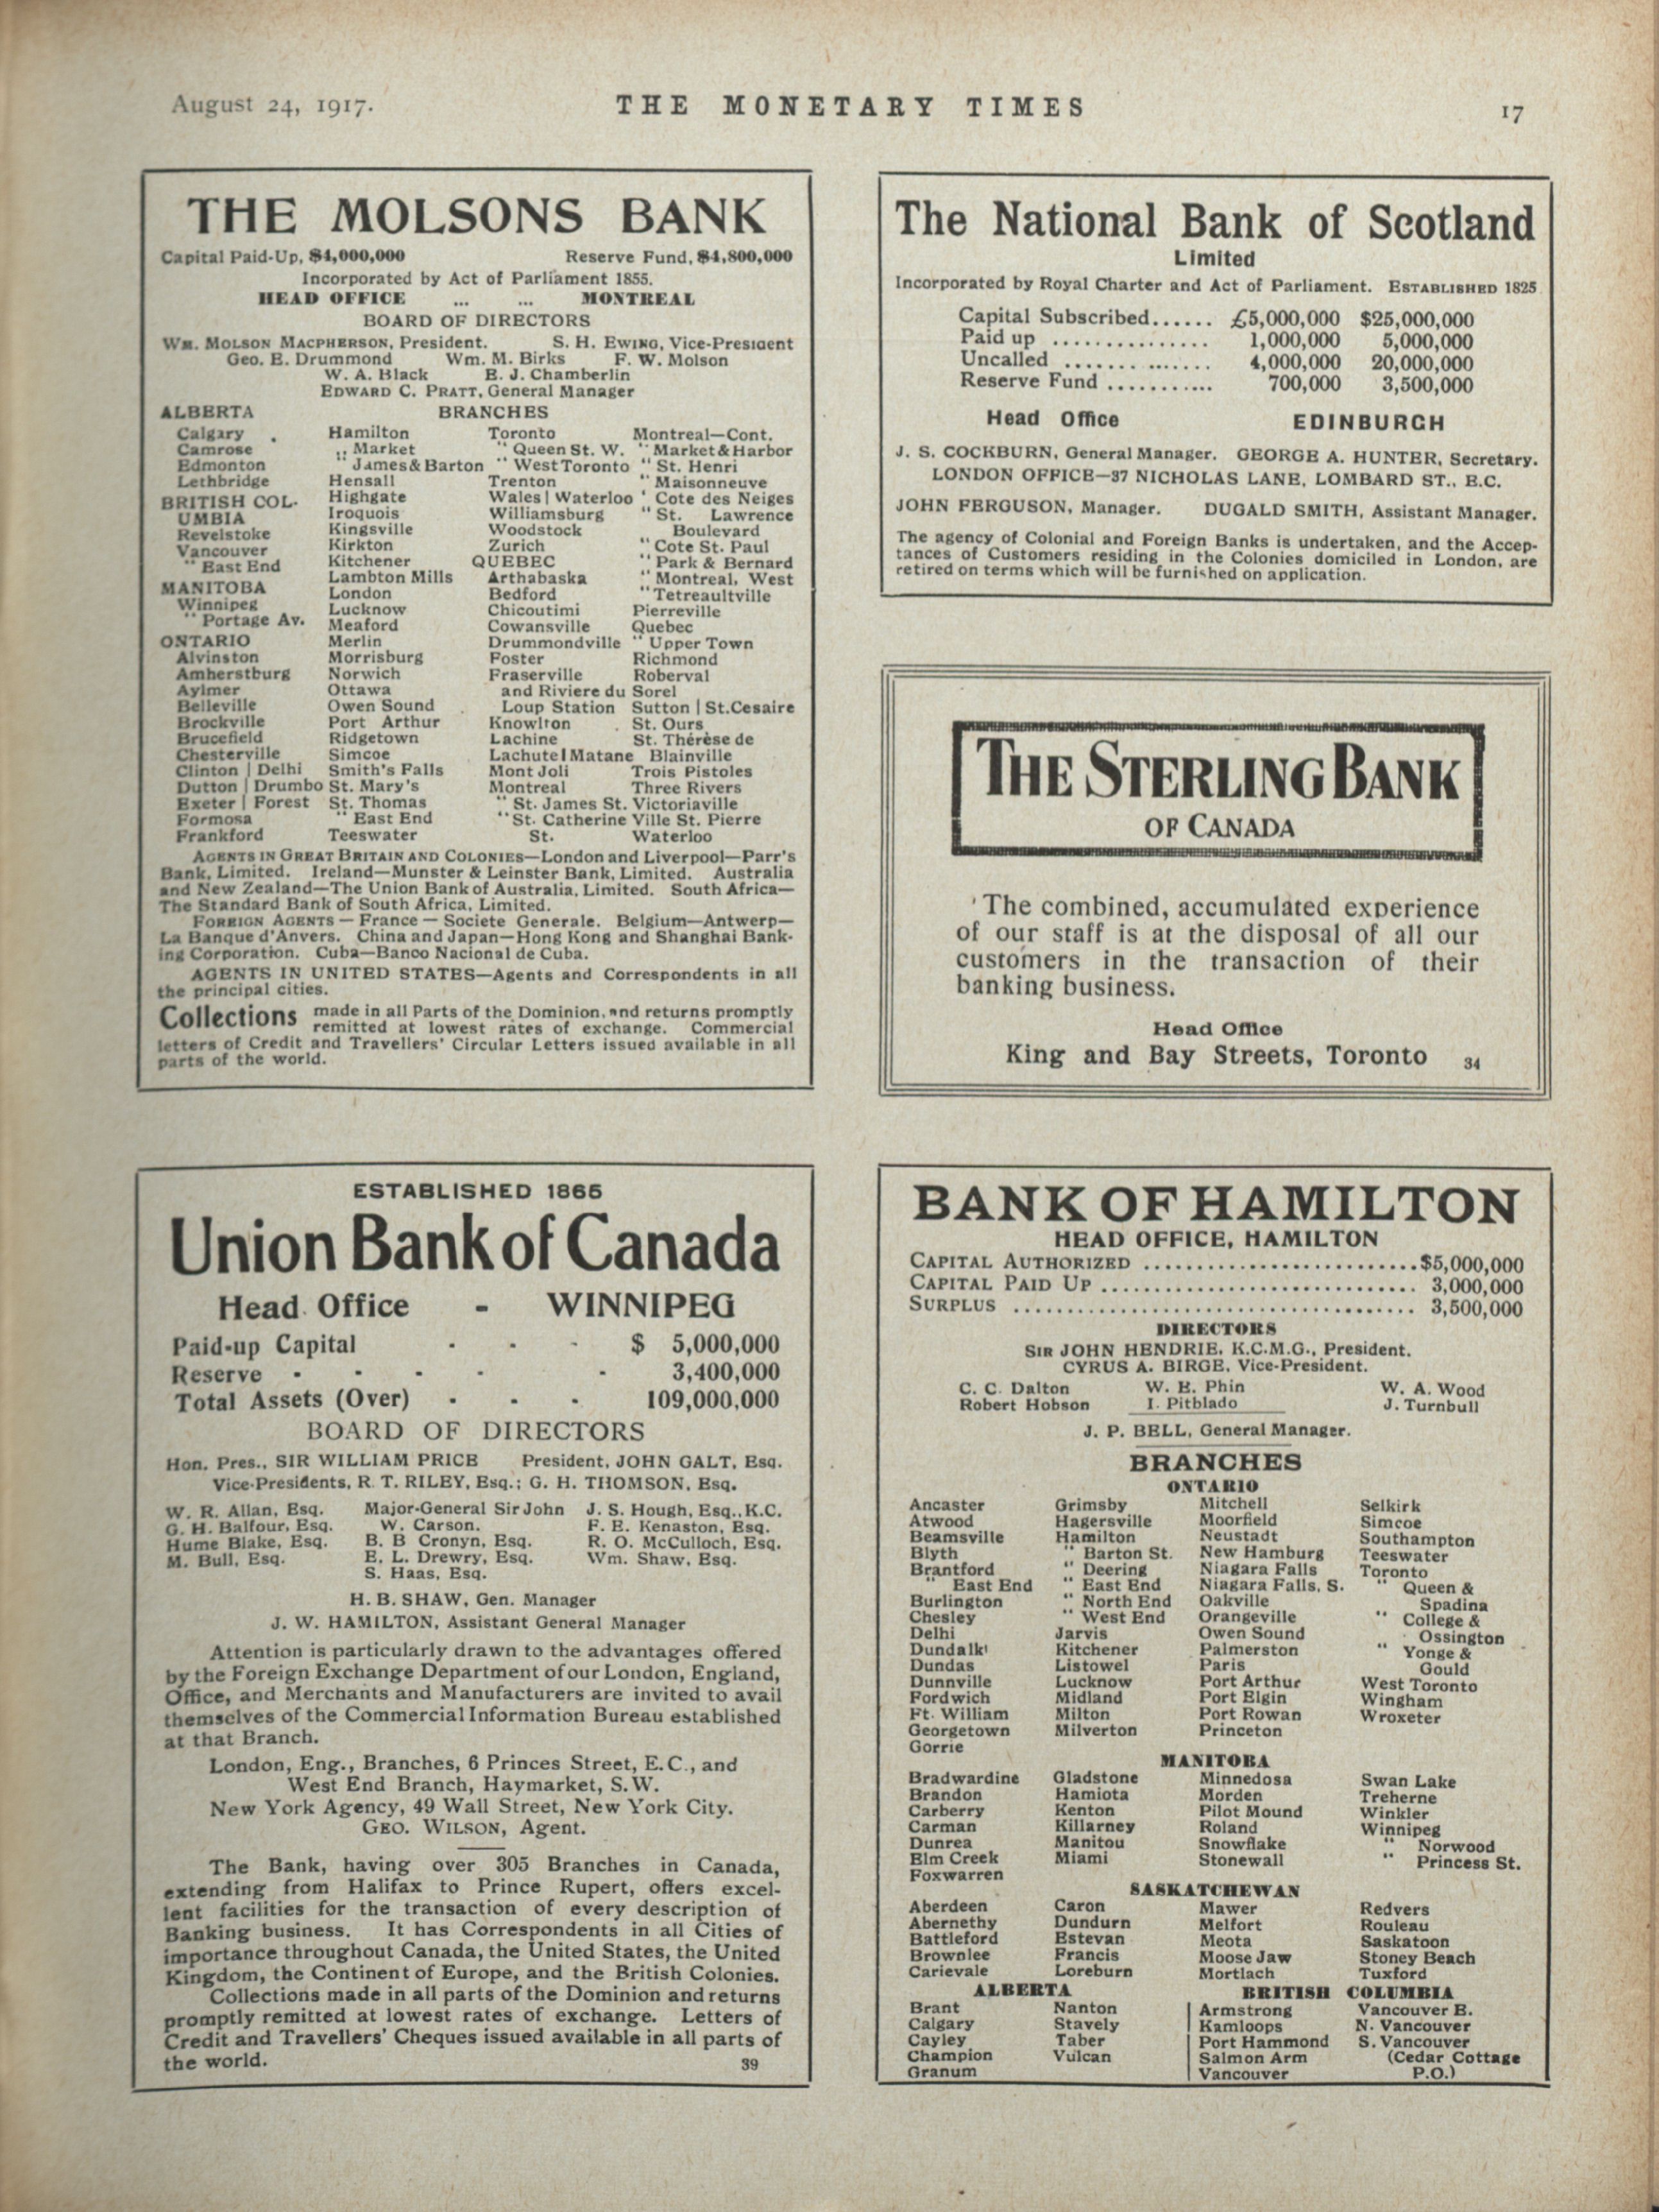 August 24, 1917.
THE MONETARY TIMES
17
THE MOLSONS BANK
Capital Paid-Up, $4,000,000 Reserve Fund, $4,800,000
Incorporated by Act of Parliament 1855.
HEAD OFFICE ... ... MONTREAL
BOARD OF DIRECTORS
WM. MOLSON MACPHERSON, President. S. H. EWING, Vice-President
Geo. E. Drummond Wm. M. Birks F. W. Molson
W. A. Black E. J. Chamberlin
EDWARD C. PRATT, General Manager
BRANCHES
ALBERTA
Calgary
Camrose
Edmonton
Lethbridge
BRITISH COL-
UMBIA
Revelstoke
Vancouver
" East End
MANITOBA
Winnipeg
" Portage Av.
ONTARIO
Alvinston
Amherstburg
Aylmer
Belleville
Brockville
Brucefield
Chesterville
Clinton | Delhi
Dutton | Drumbo
Exeter | Forest
Formosa
Frankford
Hamilton
" Market
" James & Barton
Hensall
Highgate
Iroquois
Kingsville
Kirkton
Kitchener
Lambton Mills
London
Lucknow
Meaford
Merlin
Morrisburg
Norwich
Ottawa
Owen Sound
Port Arthur
Ridgetown
Simcoe
Smith's Falls
St. Mary's
St. Thomas
" East End
Teeswater
Toronto
" Queen St. W.
" West Toronto
Trenton
Wales | Waterloo
Williamsburg
Woodstock
Zurich
QUEBEC
Arthabaska
Bedford
Chicoutimi
Cowansville
Drummondville
Foster
Fraserville
and Riviere du
Loup Station
Knowlton
Lachine
Lachute | Matane
Mont Joli
Montreal
" St. James St.
" St. Catherine
St.
Montreal—Cont.
" Market & Harbor
" St. Henri
" Maisonneuve
" Cote des Neiges
" St. Lawrence
Boulevard
" Cote St. Paul
" Park & Bernard
" Montreal, West
" Tetreaultville
Pierreville
Quebec
" Upper Town
Richmond
Roberval
Sorel
Sutton | St. Cesaire
St. Ours
St. Thérèse de
Blainville
Trois Pistoles
Three Rivers
Victoriaville
Ville St. Pierre
Waterloo
AGENTS IN GREAT BRITAIN AND COLONIES—London and Liverpool—Parr's
Bank, Limited. Ireland—Munster & Leinster Bank, Limited. Australia
and New Zealand—The Union Bank of Australia, Limited. South Africa—
The Standard Bank of South Africa, Limited.
FOREIGN AGENTS — France — Societe Generale. Belgium—Antwerp—
La Banque d'Anvers. China and Japan—Hong Kong and Shanghai Bank-
ing Corporation. Cuba—Banco Nacional de Cuba.
AGENTS IN UNITED STATES—Agents and Correspondents in all
the principal cities.
Collections made in all Parts of the Dominion, and returns promptly
remitted at lowest rates of exchange. Commercial
letters of Credit and Travellers' Circular Letters issued available in all
parts of the world.
The National Bank of Scotland
Limited
Incorporated by Royal Charter and Act of Parliament. ESTABLISHED 1825
Capital Subscribed...... £5,000,000 $25,000,000
Paid up ............... 1,000,000 5,000,000
Uncalled ............... 4,000,000 20,000,000
Reserve Fund ........... 700,000 3,500,000
Head Office EDINBURGH
J. S. COCKBURN, General Manager. GEORGE A. HUNTER, Secretary.
LONDON OFFICE—37 NICHOLAS LANE, LOMBARD ST., E.C.
JOHN FERGUSON, Manager. DUGALD SMITH, Assistant Manager.
The agency of Colonial and Foreign Banks is undertaken, and the Accep-
tances of Customers residing in the Colonies domiciled in London, are
retired on terms which will be furnished on application.
THE STERLING BANK
OF CANADA
The combined, accumulated experience
of our staff is at the disposal of all our
customers in the transaction of their
banking business.
Head Office
King and Bay Streets, Toronto 34
ESTABLISHED 1865
Union Bank of Canada
Head Office - WINNIPEG
Paid-up Capital - - - $ 5,000,000
Reserve - - - - - 3,400,000
Total Assets (Over) - - - 109,000,000
BOARD OF DIRECTORS
Hon. Pres., SIR WILLIAM PRICE President, JOHN GALT, Esq.
Vice-Presidents, R. T. RILEY, Esq.; G. H. THOMSON, Esq.
W. R. Allan, Esq.
G. H. Balfour, Esq.
Hume Blake, Esq.
M. Bull, Esq.
Major-General Sir John
W. Carson.
B. B Cronyn, Esq.
E. L. Drewry, Esq.
S. Haas, Esq.
J. S. Hough, Esq., K.C.
F. E. Kenaston, Esq.
R. O. McCulloch, Esq.
Wm. Shaw, Esq.
H. B. SHAW, Gen. Manager
J. W. HAMILTON, Assistant General Manager
Attention is particularly drawn to the advantages offered
by the Foreign Exchange Department of our London, England,
Office, and Merchants and Manufacturers are invited to avail
themselves of the Commercial Information Bureau established
at that Branch.
London, Eng., Branches, 6 Princes Street, E.C., and
West End Branch, Haymarket, S.W.
New York Agency, 49 Wall Street, New York City.
GEO. WILSON, Agent.
The Bank, having over 305 Branches in Canada,
extending from Halifax to Prince Rupert, offers excel-
lent facilities for the transaction of every description of
Banking business. It has Correspondents in all Cities of
importance throughout Canada, the United States, the United
Kingdom, the Continent of Europe, and the British Colonies.
Collections made in all parts of the Dominion and returns
promptly remitted at lowest rates of exchange. Letters of
Credit and Travellers' Cheques issued available in all parts of
the world. 39
BANK OF HAMILTON
HEAD OFFICE, HAMILTON
CAPITAL AUTHORIZED ..........................$5,000,000
CAPITAL PAID UP .............................. 3,000,000
SURPLUS ...................................... 3,500,000
DIRECTORS
SIR JOHN HENDRIE, K.C.M.G., President.
CYRUS A. BIRGE, Vice-President.
C. C. Dalton W. E. Phin W. A. Wood
Robert Hobson I. Pitblado J. Turnbull
J. P. BELL, General Manager.
BRANCHES
ONTARIO
Ancaster
Atwood
Beamsville
Blyth
Brantford
" East End
Burlington
Chesley
Delhi
Dundalk
Dundas
Dunnville
Fordwich
Ft. William
Georgetown
Gorrie
Grimsby
Hagersville
Hamilton
" Barton St.
" Deering
" East End
" North End
" West End
Jarvis
Kitchener
Listowel
Lucknow
Midland
Milton
Milverton
Mitchell
Moorfield
Neustadt
New Hamburg
Niagara Falls
Niagara Falls, S.
Oakville
Orangeville
Owen Sound
Palmerston
Paris
Port Arthur
Port Elgin
Port Rowan
Princeton
Selkirk
Simcoe
Southampton
Teeswater
Toronto
" Queen &
Spadina
" College &
Ossington
" Yonge &
Gould
West Toronto
Wingham
Wroxeter
MANITOBA
Bradwardine
Brandon
Carberry
Carman
Dunrea
Elm Creek
Foxwarren
Gladstone
Hamiota
Kenton
Killarney
Manitou
Miami
Minnedosa
Morden
Pilot Mound
Roland
Snowflake
Stonewall
Swan Lake
Treherne
Winkler
Winnipeg
" Norwood
" Princess St.
SASKATCHEWAN
Aberdeen
Abernethy
Battleford
Brownlee
Carievale
Caron
Dundurn
Estevan
Francis
Loreburn
Mawer
Melfort
Meota
Moose Jaw
Mortlach
Redvers
Rouleau
Saskatoon
Stoney Beach
Tuxford
ALBERTA
Brant
Calgary
Cayley
Champion
Granum
Nanton
Stavely
Taber
Vulcan
BRITISH COLUMBIA
Armstrong
Kamloops
Port Hammond
Salmon Arm
Vancouver
Vancouver E.
N. Vancouver
S. Vancouver
(Cedar Cottage
P.O.)